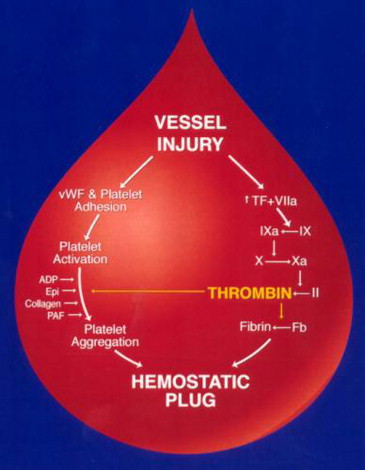 VESSEL
INJURY
vWF & Platelet
Adhesion
Platelet
Activation
ADP
Epi
Collagen
PAF
Platelet
Aggregation
↑TF+VIIa
IXa IX
X Xa
THROMBIN II
Fibrin Fb
HEMOSTATIC
PLUG